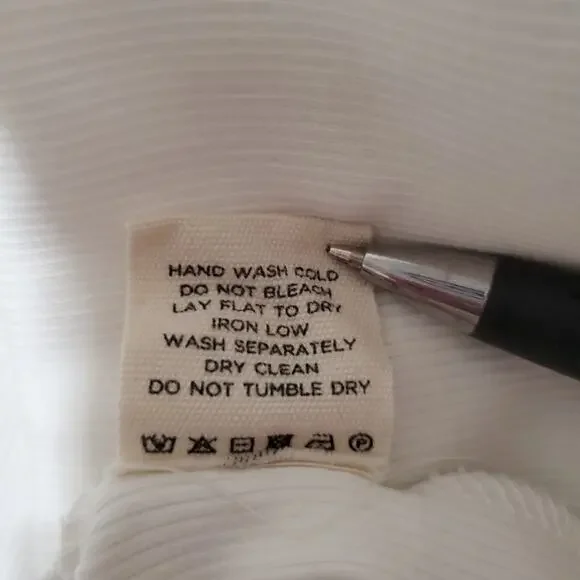 HAND WASH COLD
DO NOT BLEACH
LAY FLAT TO DRY
IRON LOW
WASH SEPARATELY
DRY CLEAN
DO NOT TUMBLE DRY
P